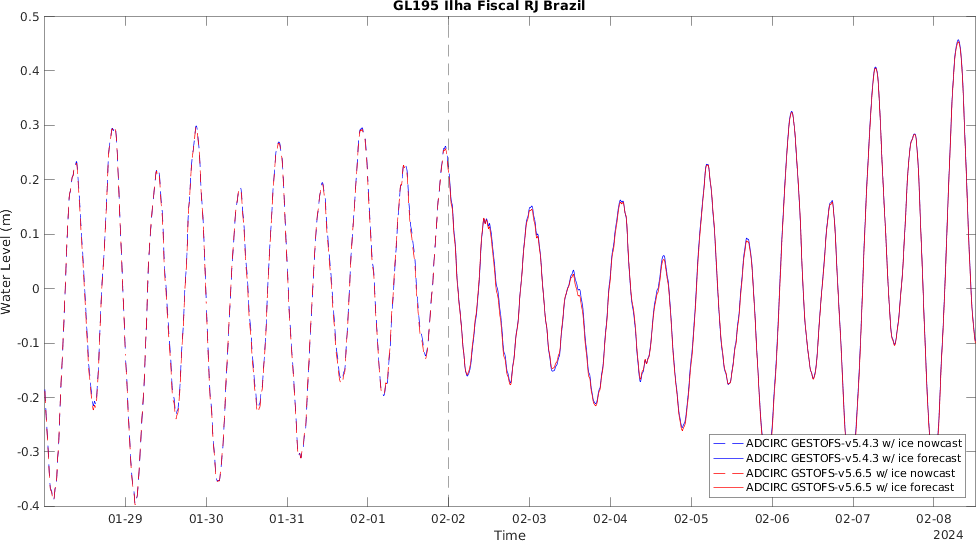 GL195 Ilha Fiscal RJ Brazil
0.5
0.4
0.3
0.2
0.1
0
-0.1
-0.2
-0.3
-0.4
Water Level (m)
ADCIRC GESTOFS-v5.4.3 w/ ice nowcast
ADCIRC GESTOFS-v5.4.3 w/ ice forecast
ADCIRC GSTOFS-v5.6.5 w/ ice nowcast
ADCIRC GSTOFS-v5.6.5 w/ ice forecast
01-29 01-30 01-31 02-01 02-02 02-03 02-04 02-05 02-06 02-07 02-08
Time
2024